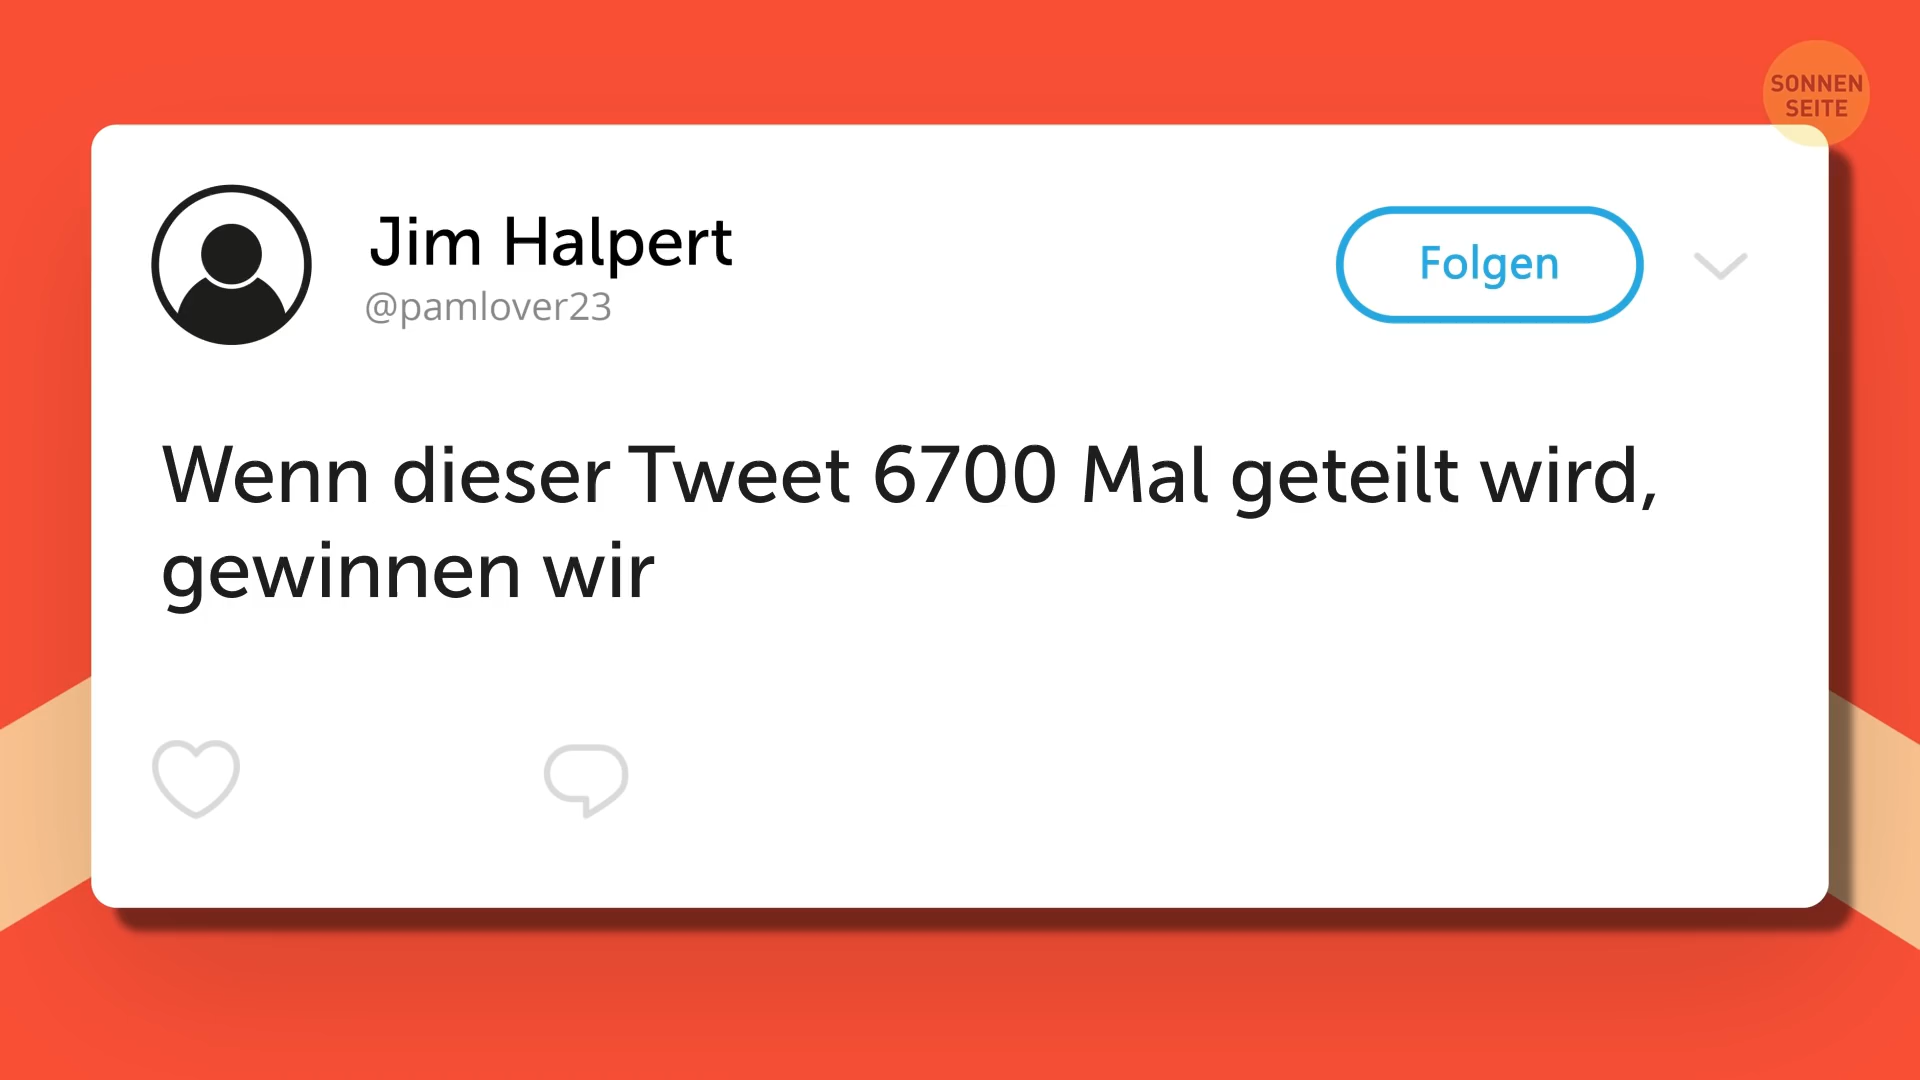 SONNEN
SEITE
Jim Halpert
@pamlover23
Folgen
Wenn dieser Tweet 6700 Mal geteilt wird,
gewinnen wir